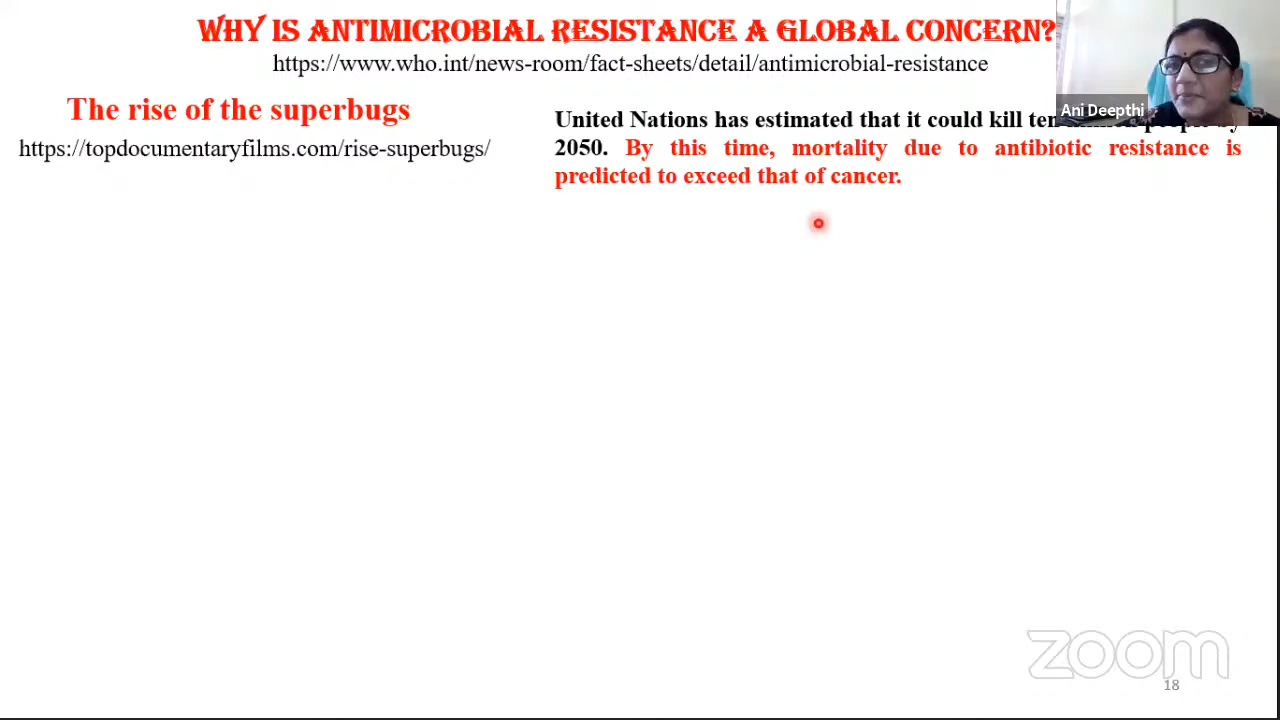 WHY IS ANTIMICROBIAL RESISTANCE A GLOBAL CONCERN?
https://www.who.int/news-room/fact-sheets/detail/antimicrobial-resistance
The rise of the superbugs
https://topdocumentaryfilms.com/rise-superbugs/
United Nations has estimated that it could kill by
2050. By this time, mortality due to antibiotic resistance is
predicted to exceed that of cancer.
Ani Deepthi
zoom
18